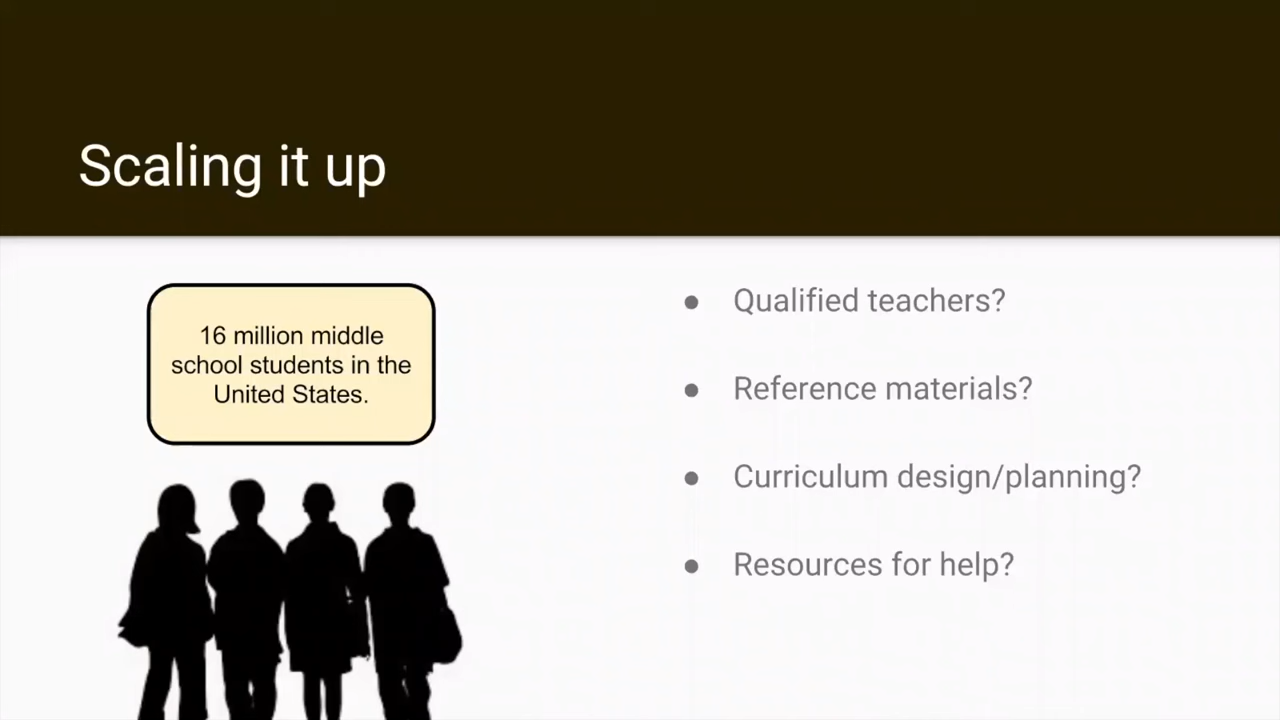 Scaling it up
16 million middle
school students in the
United States.
● Qualified teachers?
● Reference materials?
● Curriculum design/planning?
● Resources for help?